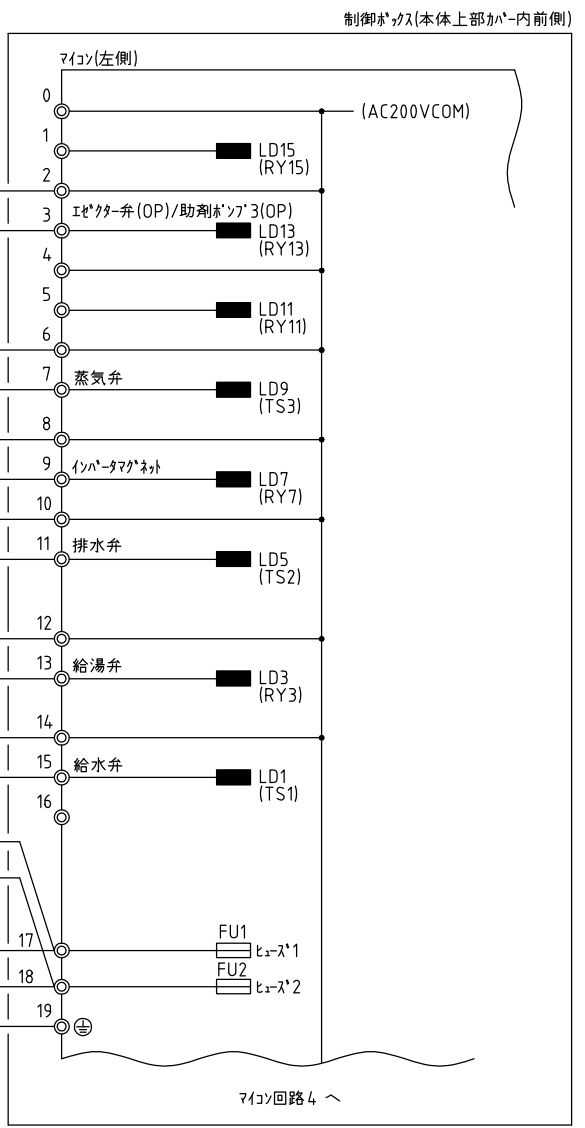 制御ﾎﾞｯｸｽ(本体上部ｶﾊﾞｰ内前側)
ﾏｲｺﾝ(左側)
0
(AC200VCOM)
1
LD15
(RY15)
2
ｴｾﾞｸﾀｰ弁(OP)/助剤ﾎﾟﾝﾌﾟ3(OP)
3
LD13
(RY13)
4
5
LD11
(RY11)
6
7
蒸気弁
LD9
(TS3)
8
9
ｲﾝﾊﾞｰﾀﾏｸﾞﾈｯﾄ
LD7
(RY7)
10
11
排水弁
LD5
(TS2)
12
13
給湯弁
LD3
(RY3)
14
15
給水弁
LD1
(TS1)
16
17
FU1
ﾋｭｰｽﾞ1
18
FU2
ﾋｭｰｽﾞ2
19
ﾏｲｺﾝ回路4 へ